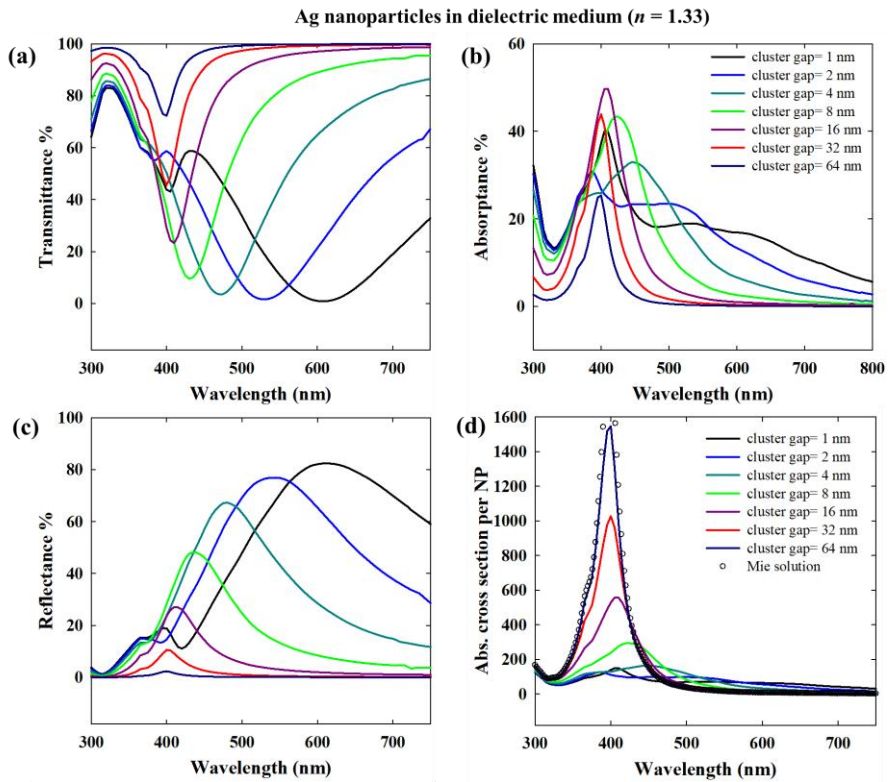 Ag nanoparticles in dielectric medium (n = 1.33)
(a)
100
80
60
40
20
0
Transmittance %
300 400 500 600 700
Wavelength (nm)
(b)
60
40
20
0
Absorptance %
cluster gap= 1 nm
cluster gap= 2 nm
cluster gap= 4 nm
cluster gap= 8 nm
cluster gap= 16 nm
cluster gap= 32 nm
cluster gap= 64 nm
300 400 500 600 700 800
Wavelength (nm)
(c)
100
80
60
40
20
0
Reflectance %
300 400 500 600 700
Wavelength (nm)
(d)
1600
1400
1200
1000
800
600
400
200
0
Abs. cross section per NP
cluster gap= 1 nm
cluster gap= 2 nm
cluster gap= 4 nm
cluster gap= 8 nm
cluster gap= 16 nm
cluster gap= 32 nm
cluster gap= 64 nm
Mie solution
300 400 500 600 700
Wavelength (nm)